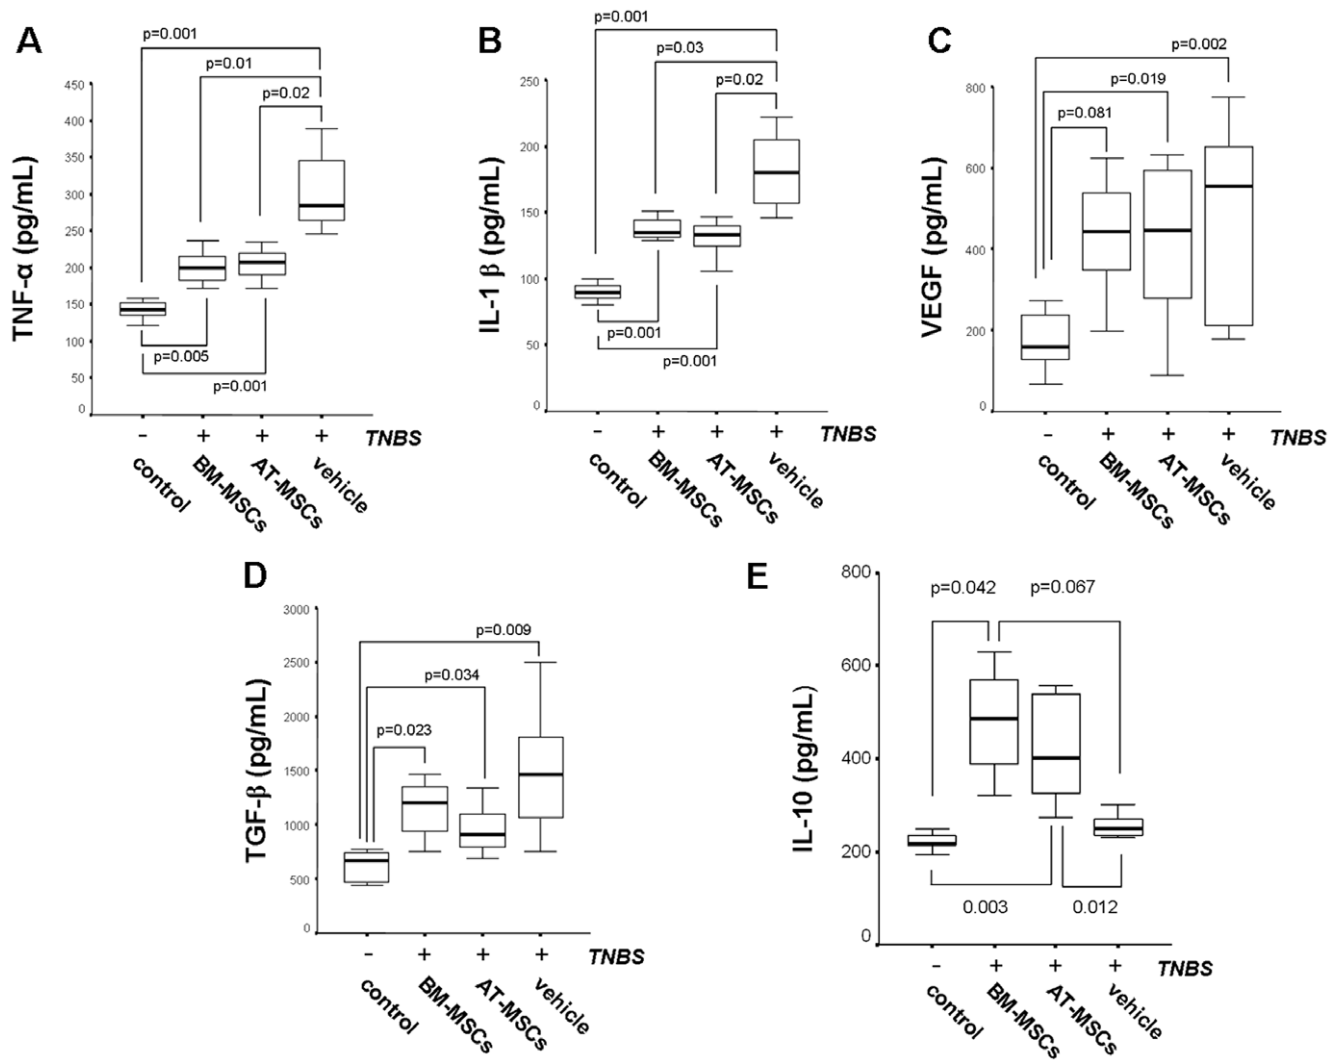 A
p=0.001
p=0.01
p=0.02
450
400
350
300
250
200
150
100
50
0
TNF-α (pg/mL)
p=0.005
p=0.001
- + + + TNBS
control BM-MSCs AT-MSCs vehicle
B
p=0.001
p=0.03
p=0.02
250
200
150
100
50
0
IL-1 β (pg/mL)
p=0.001
p=0.001
- + + + TNBS
control BM-MSCs AT-MSCs vehicle
C
p=0.002
p=0.019
p=0.081
800
600
400
200
0
VEGF (pg/mL)
- + + + TNBS
control BM-MSCs AT-MSCs vehicle
D
3000
2500
2000
1500
1000
500
0
TGF-β (pg/mL)
p=0.009
p=0.034
p=0.023
- + + + TNBS
control BM-MSCs AT-MSCs vehicle
E
800
600
400
200
0
IL-10 (pg/mL)
p=0.042 p=0.067
0.003 0.012
- + + + TNBS
control BM-MSCs AT-MSCs vehicle